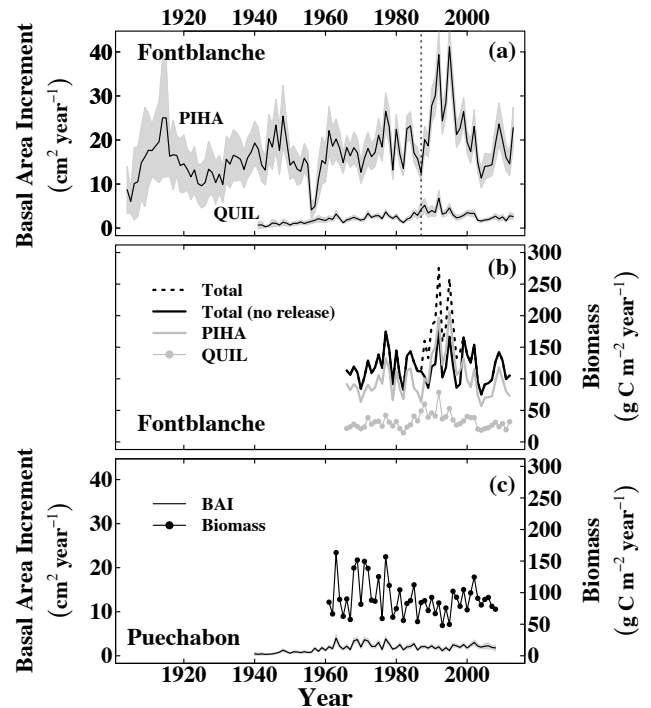 1920 1940 1960 1980 2000
Fontblanche (a)
PIHA
QUIL
40
30
20
10
0
Basal Area Increment
(cm² year⁻¹)
(b)
Total
Total (no release)
PIHA
QUIL
Fontblanche
300
250
200
150
100
50
0
Biomass
(g C m⁻² year⁻¹)
(c)
BAI
Biomass
Puechabon
40
30
20
10
0
Basal Area Increment
(cm² year⁻¹)
300
250
200
150
100
50
0
Biomass
(g C m⁻² year⁻¹)
1920 1940 1960 1980 2000
Year